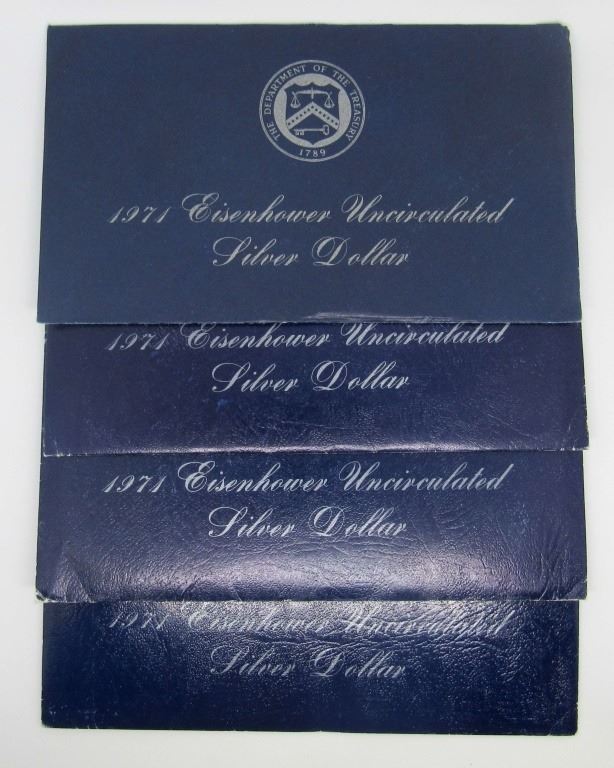 THE DEPARTMENT OF THE TREASURY
1789
1971 Eisenhower Uncirculated
Silver Dollar
1971 Eisenhower Uncirculated
Silver Dollar
1971 Eisenhower Uncirculated
Silver Dollar
1971 Eisenhower Uncirculated
Silver Dollar